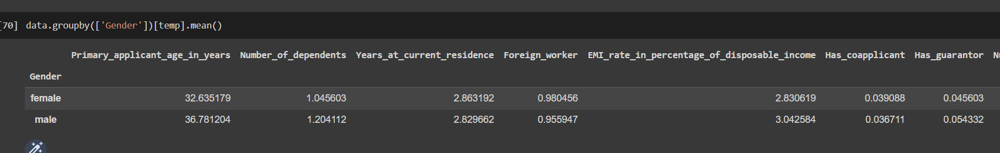 [70] data.groupby(['Gender'])[temp].mean()
Primary_applicant_age_in_years Number_of_dependents Years_at_current_residence Foreign_worker EMI_rate_in_percentage_of_disposable_income Has_coapplicant Has_guarantor
Gender
female 32.635179 1.045603 2.863192 0.980456 2.830619 0.039088 0.045603
male 36.781204 1.204112 2.829662 0.955947 3.042584 0.036711 0.054332